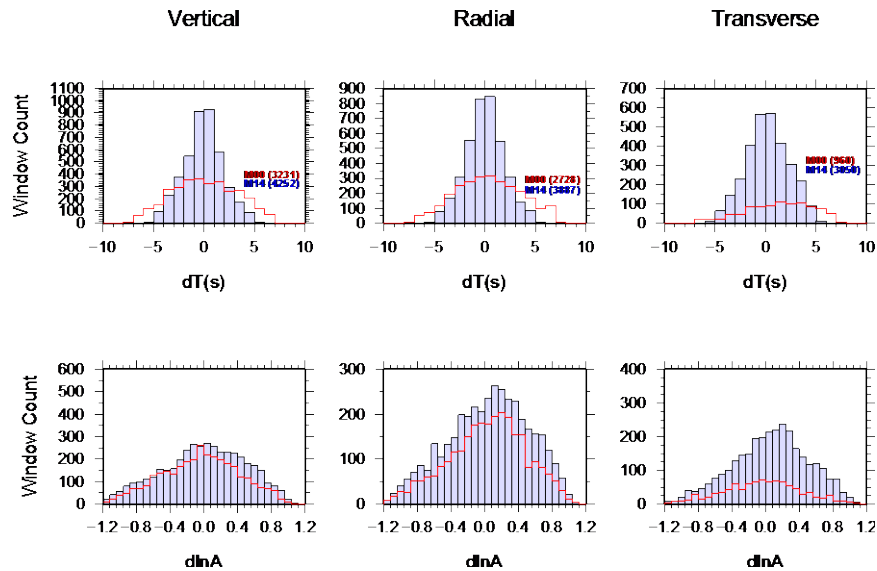 Vertical Radial Transverse
Window Count
1100
1000
900
800
700
600
500
400
300
200
100
0
M00 (3231)
M14 (4252)
−10 −5 0 5 10
dT(s)
900
800
700
600
500
400
300
200
100
0
M00 (2728)
M14 (3887)
−10 −5 0 5 10
dT(s)
700
600
500
400
300
200
100
0
M00 (960)
M14 (3050)
−10 −5 0 5 10
dT(s)
Window Count
600
500
400
300
200
100
0
−1.2 −0.8 −0.4 0.0 0.4 0.8 1.2
dlnA
300
200
100
0
−1.2 −0.8 −0.4 0.0 0.4 0.8 1.2
dlnA
400
300
200
100
0
−1.2 −0.8 −0.4 0.0 0.4 0.8 1.2
dlnA